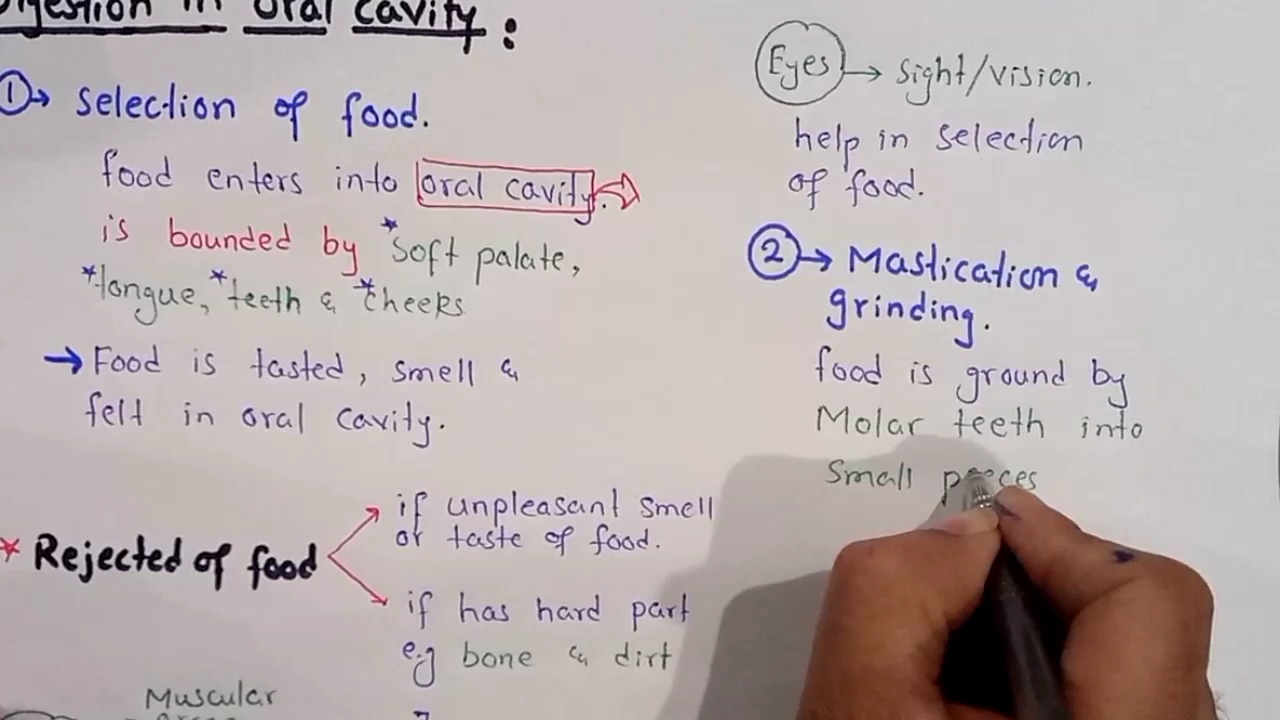 Digestion in oral cavity :
① → selection of food.
food enters into oral cavity. ⇒
is bounded by *soft palate,
*tongue, *teeth & *cheeks
→ Food is tasted, smell &
felt in oral cavity.
* Rejected of food
if unpleasant smell
or taste of food.
if has hard part
e.g bone & dirt
Muscular
Eyes → Sight/vision.
help in selection
of food.
② → Mastication &
grinding.
food is ground by
Molar teeth into
Small